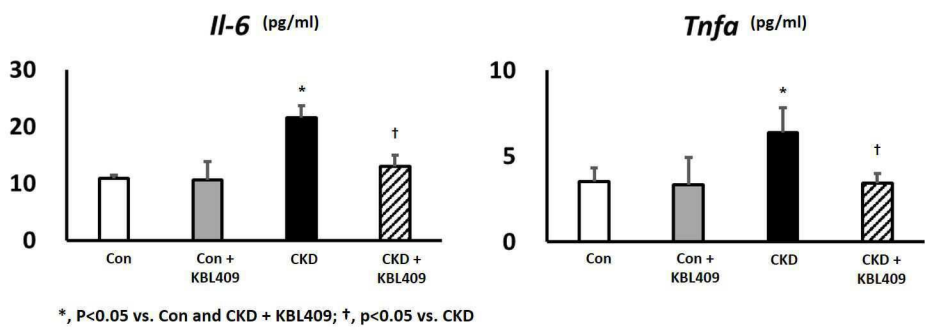 Il-6 (pg/ml)
30
20
10
0
*
†
Con
Con +
KBL409
CKD
CKD +
KBL409
Tnfa (pg/ml)
10
5
0
*
†
Con
Con +
KBL409
CKD
CKD +
KBL409
*, P<0.05 vs. Con and CKD + KBL409; †, p<0.05 vs. CKD